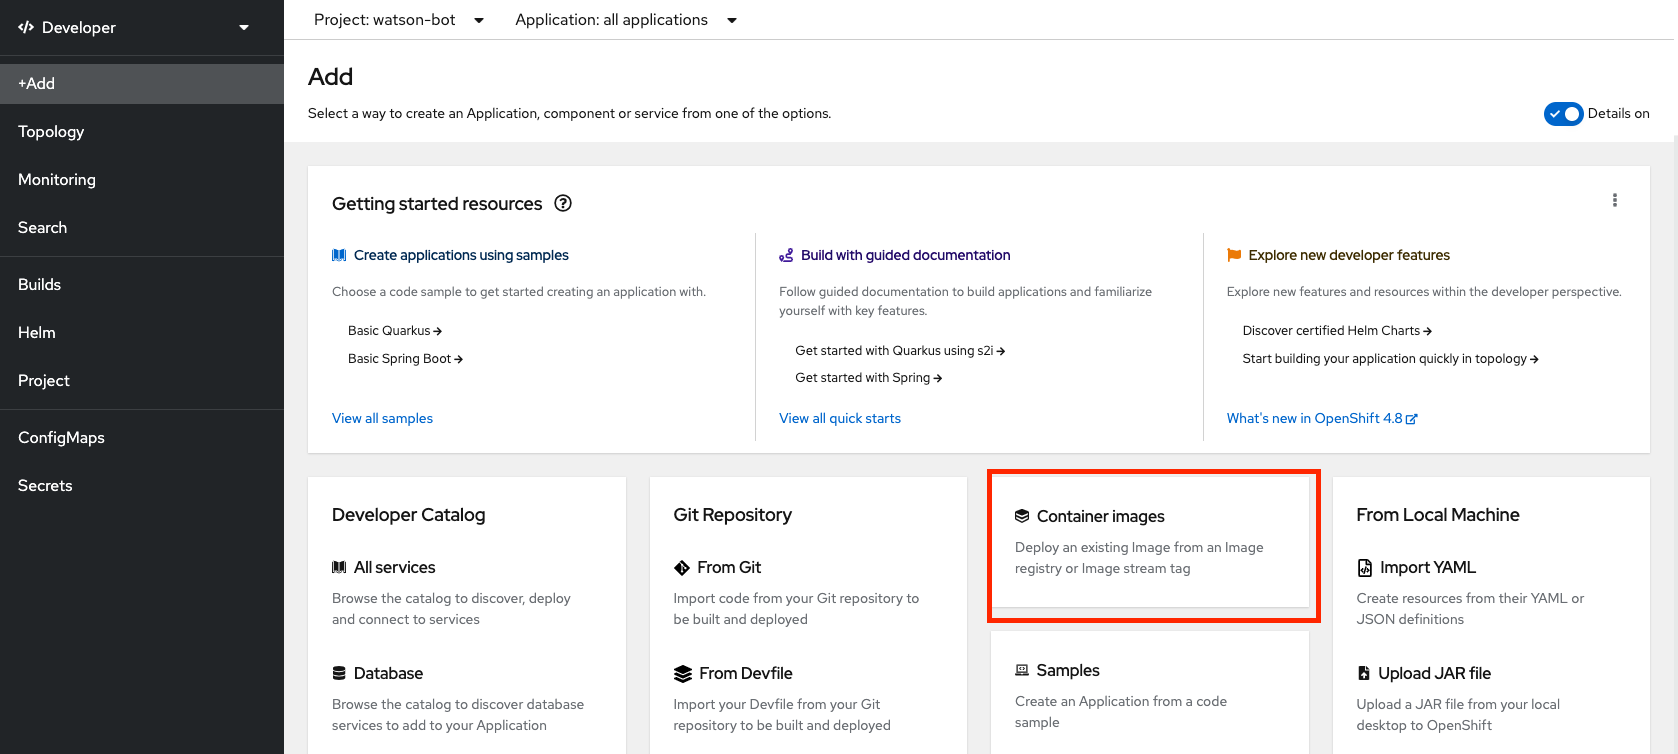 Developer
+Add
Topology
Monitoring
Search
Builds
Helm
Project
ConfigMaps
Secrets
Project: watson-bot
Application: all applications
Add
Select a way to create an Application, component or service from one of the options.
Details on
Getting started resources
Create applications using samples
Choose a code sample to get started creating an application with.
Basic Quarkus
Basic Spring Boot
View all samples
Build with guided documentation
Follow guided documentation to build applications and familiarize
yourself with key features.
Get started with Quarkus using s2i
Get started with Spring
View all quick starts
Explore new developer features
Explore new features and resources within the developer perspective.
Discover certified Helm Charts
Start building your application quickly in topology
What's new in OpenShift 4.8
Developer Catalog
All services
Browse the catalog to discover, deploy
and connect to services
Database
Browse the catalog to discover database
services to add to your Application
Git Repository
From Git
Import code from your Git repository to
be built and deployed
From Devfile
Import your Devfile from your Git
repository to be built and deployed
Container images
Deploy an existing Image from an Image
registry or Image stream tag
Samples
Create an Application from a code
sample
From Local Machine
Import YAML
Create resources from their YAML or
JSON definitions
Upload JAR file
Upload a JAR file from your local
desktop to OpenShift